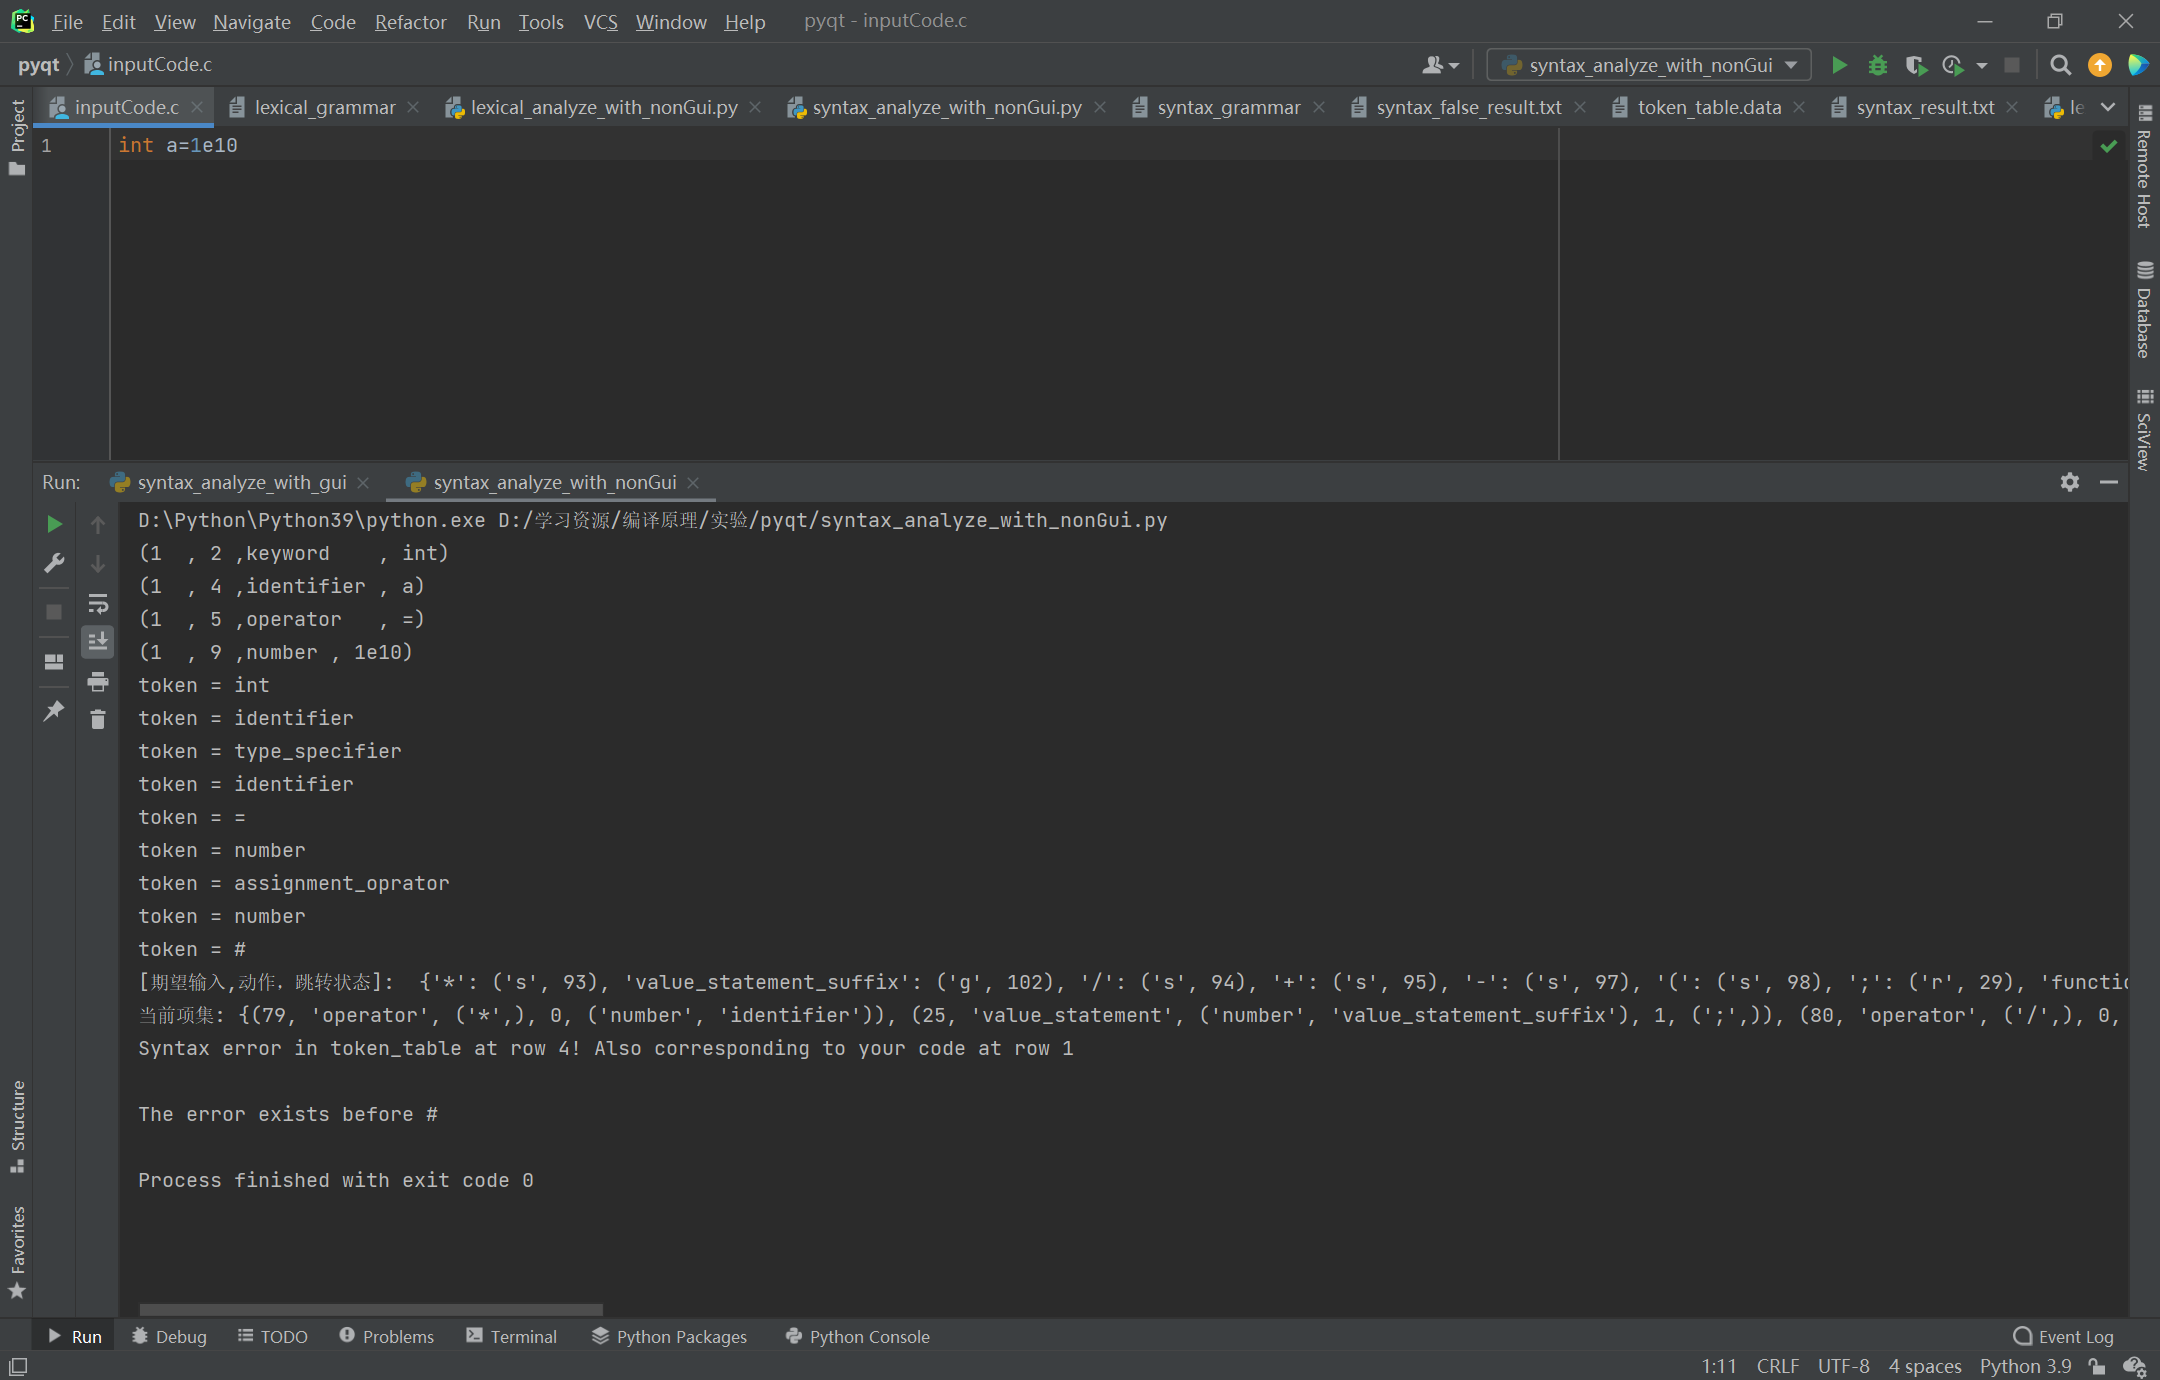 PC File Edit View Navigate Code Refactor Run Tools VCS Window Help pyqt - inputCode.c
pyqt inputCode.c syntax_analyze_with_nonGui
inputCode.c lexical_grammar lexical_analyze_with_nonGui.py syntax_analyze_with_nonGui.py syntax_grammar syntax_false_result.txt token_table.data syntax_result.txt le
Project
1 int a=1e10
Remote Host
Database
SciView
Run: syntax_analyze_with_gui syntax_analyze_with_nonGui
D:\Python\Python39\python.exe D:/学习资源/编译原理/实验/pyqt/syntax_analyze_with_nonGui.py
(1  , 2 ,keyword    , int)
(1  , 4 ,identifier , a)
(1  , 5 ,operator   , =)
(1  , 9 ,number , 1e10)
token = int
token = identifier
token = type_specifier
token = identifier
token = =
token = number
token = assignment_oprator
token = number
token = #
[期望输入,动作，跳转状态]:  {'*': ('s', 93), 'value_statement_suffix': ('g', 102), '/': ('s', 94), '+': ('s', 95), '-': ('s', 97), '(': ('s', 98), ';': ('r', 29), 'functio
当前项集: {(79, 'operator', ('*',), 0, ('number', 'identifier')), (25, 'value_statement', ('number', 'value_statement_suffix'), 1, (';',)), (80, 'operator', ('/',), 0,
Syntax error in token_table at row 4! Also corresponding to your code at row 1
The error exists before #
Process finished with exit code 0
Structure
Favorites
Run Debug TODO Problems Terminal Python Packages Python Console Event Log
1:11 CRLF UTF-8 4 spaces Python 3.9